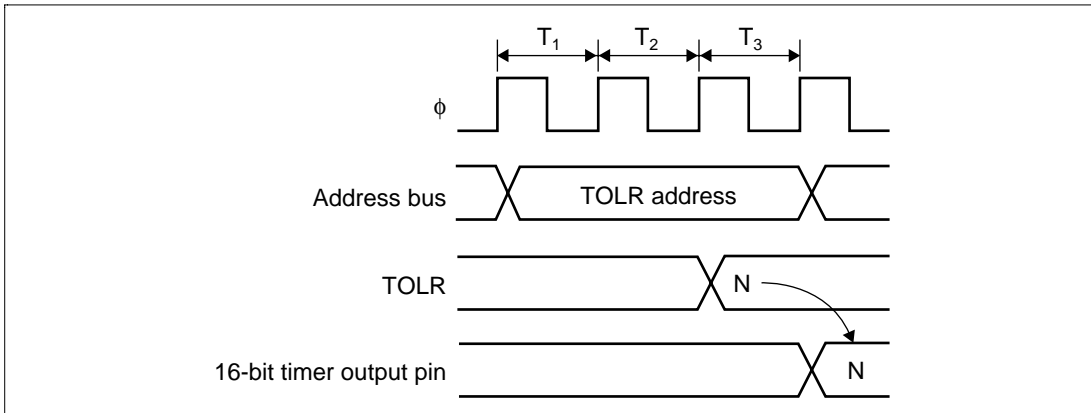 T1 T2 T3
ϕ
Address bus TOLR address
TOLR N
16-bit timer output pin N